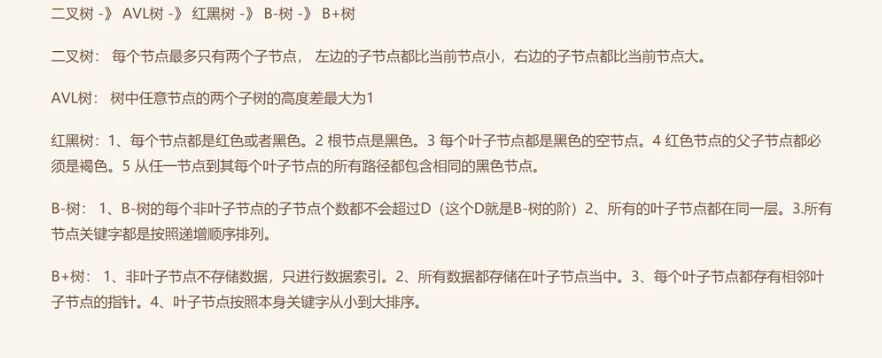 二叉树 -》 AVL树 -》 红黑树 -》 B-树 -》 B+树
二叉树： 每个节点最多只有两个子节点， 左边的子节点都比当前节点小，右边的子节点都比当前节点大。
AVL树： 树中任意节点的两个子树的高度差最大为1
红黑树：1、每个节点都是红色或者黑色。2 根节点是黑色。3 每个叶子节点都是黑色的空节点。4 红色节点的父子节点都必
须是褐色。5 从任一节点到其每个叶子节点的所有路径都包含相同的黑色节点。
B-树： 1、B-树的每个非叶子节点的子节点个数都不会超过D（这个D就是B-树的阶）2、所有的叶子节点都在同一层。3.所有
节点关键字都是按照递增顺序排列。
B+树： 1、非叶子节点不存储数据，只进行数据索引。2、所有数据都存储在叶子节点当中。3、每个叶子节点都存有相邻叶
子节点的指针。4、叶子节点按照本身关键字从小到大排序。